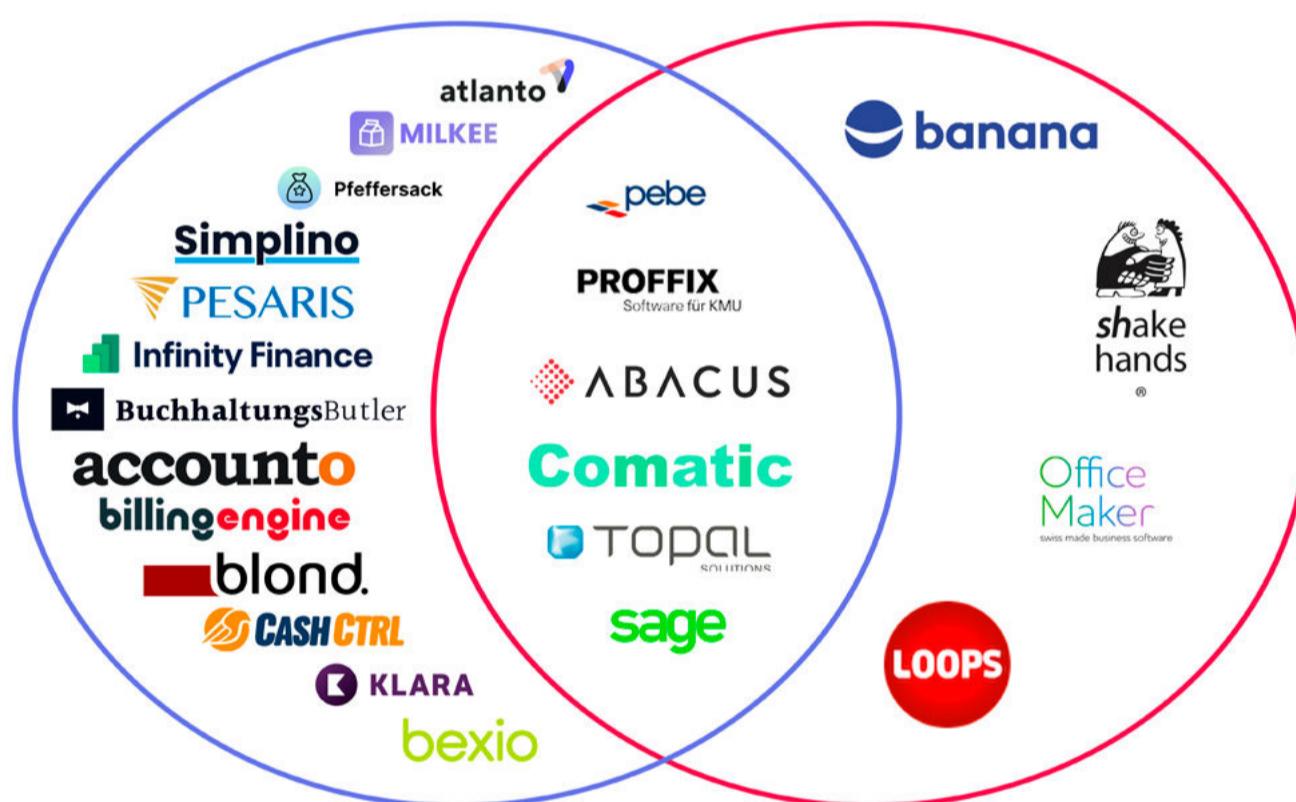 atlanto
MILKEE
Pfeffersack
Simplino
PESARIS
Infinity Finance
BuchhaltungsButler
accounto
billingengine
blond.
CASHCTRL
KLARA
bexio
pebe
PROFFIX
Software für KMU
ABACUS
Comatic
TOPAL
SOLUTIONS
sage
banana
shake
hands
®
Office
Maker
swiss made business software
LOOPS